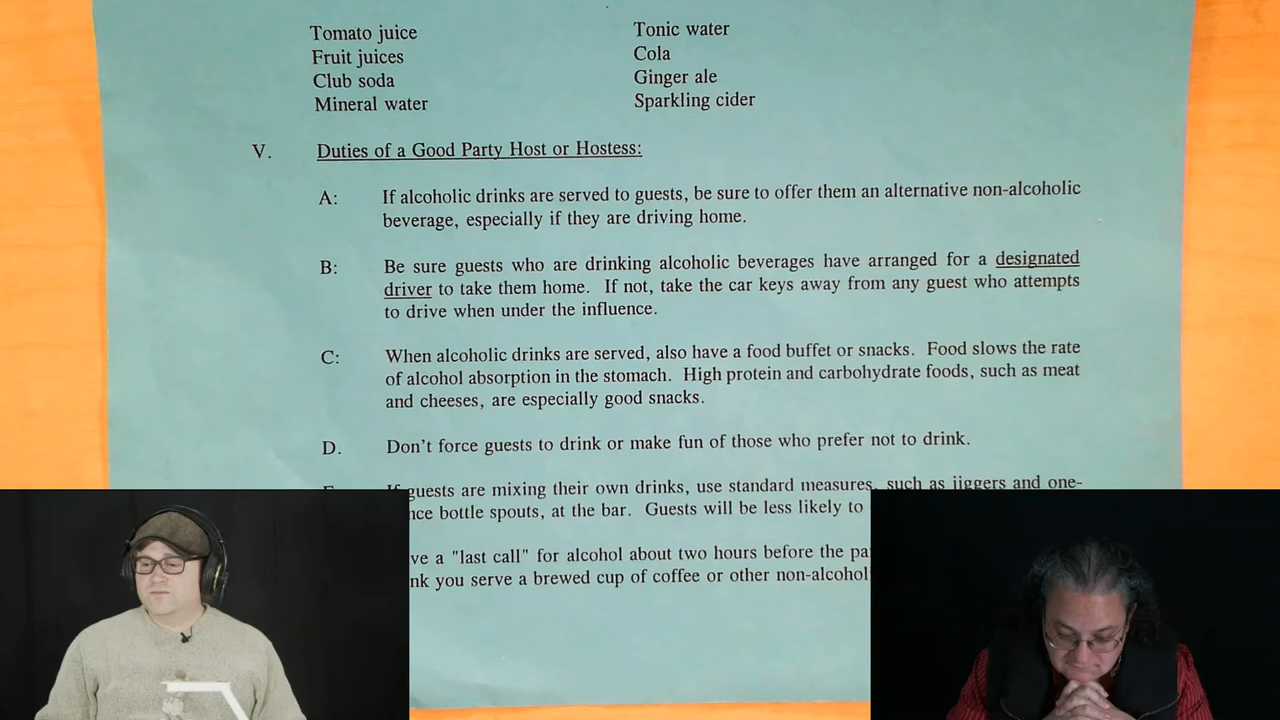 Tomato juice Tonic water
Fruit juices Cola
Club soda Ginger ale
Mineral water Sparkling cider
V. Duties of a Good Party Host or Hostess:
A: If alcoholic drinks are served to guests, be sure to offer them an alternative non-alcoholic
beverage, especially if they are driving home.
B: Be sure guests who are drinking alcoholic beverages have arranged for a designated
driver to take them home. If not, take the car keys away from any guest who attempts
to drive when under the influence.
C: When alcoholic drinks are served, also have a food buffet or snacks. Food slows the rate
of alcohol absorption in the stomach. High protein and carbohydrate foods, such as meat
and cheeses, are especially good snacks.
D. Don't force guests to drink or make fun of those who prefer not to drink.
If guests are mixing their own drinks, use standard measures, such as jiggers and one-
nce bottle spouts, at the bar. Guests will be less likely to
ve a "last call" for alcohol about two hours before the pa
nk you serve a brewed cup of coffee or other non-alcohol